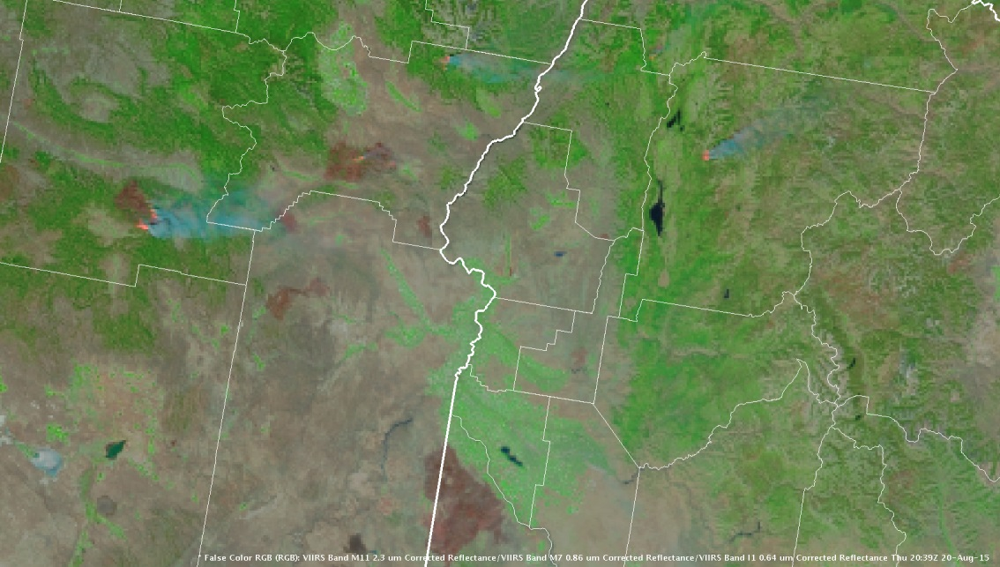 False Color RGB (RGB): VIIRS Band M11 2.3 um Corrected Reflectance/VIIRS Band M7 0.86 um Corrected Reflectance/VIIRS Band I1 0.64 um Corrected Reflectance Thu 20:39Z 20-Aug-15